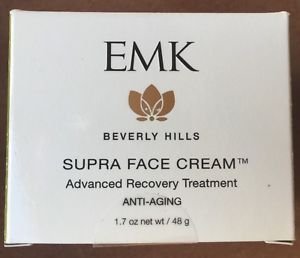 EMK
BEVERLY HILLS
SUPRA FACE CREAM™
Advanced Recovery Treatment
ANTI-AGING
1.7 oz net wt / 48 g